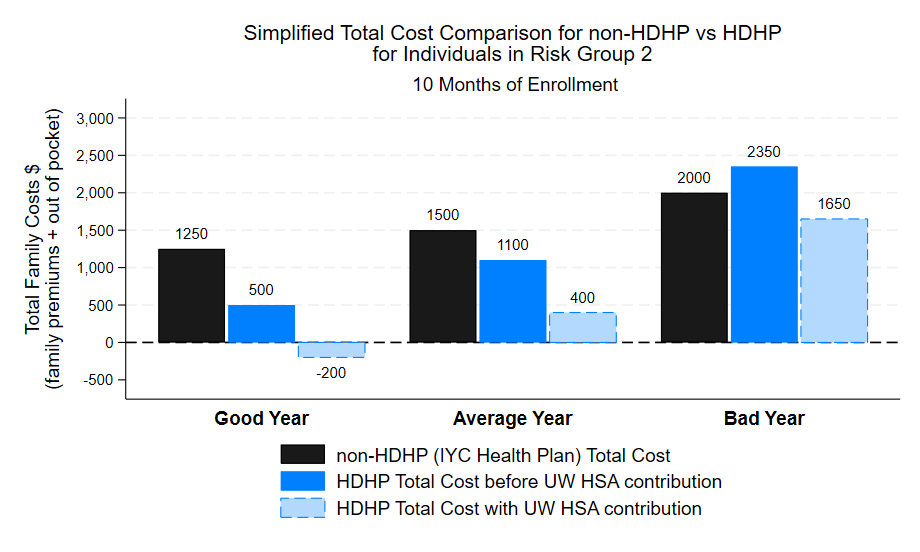 Simplified Total Cost Comparison for non-HDHP vs HDHP
for Individuals in Risk Group 2
10 Months of Enrollment
Total Family Costs $
(family premiums + out of pocket)
3,000
2,500
2,000
1,500
1,000
500
0
-500
1250
500
-200
1500
1100
400
2000
2350
1650
Good Year
Average Year
Bad Year
non-HDHP (IYC Health Plan) Total Cost
HDHP Total Cost before UW HSA contribution
HDHP Total Cost with UW HSA contribution